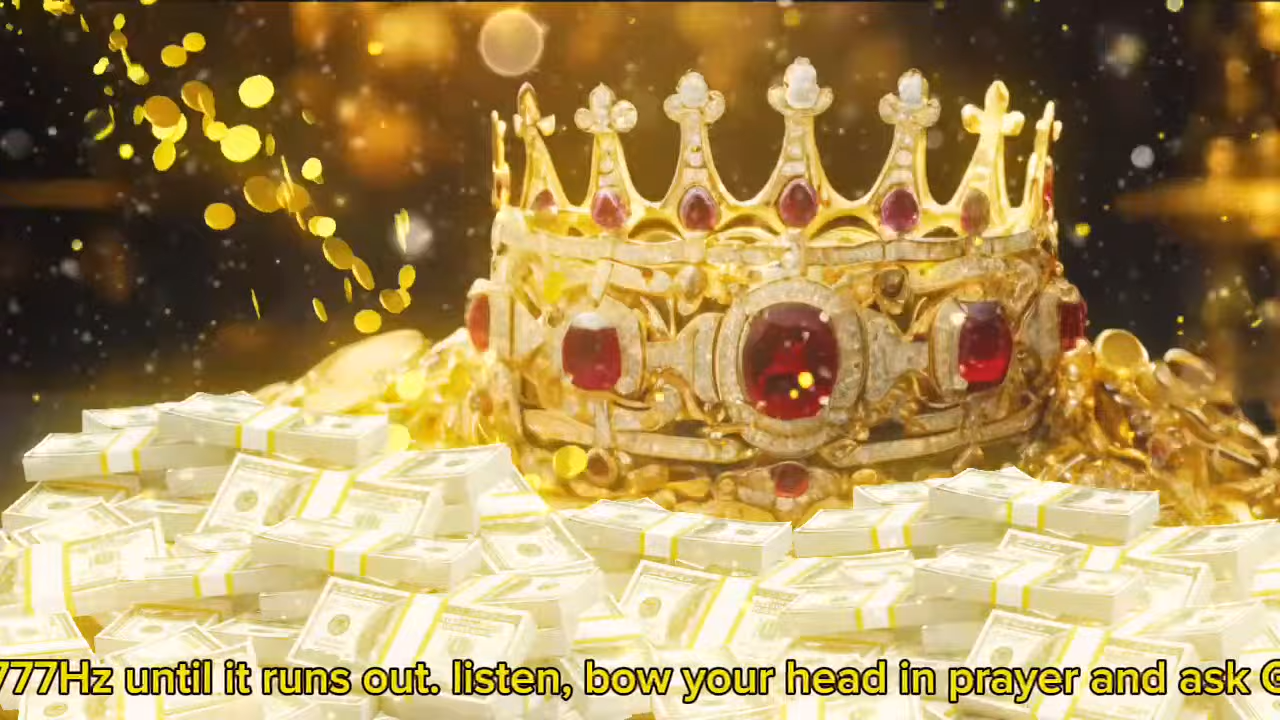 777Hz until it runs out. listen, bow your head in prayer and ask